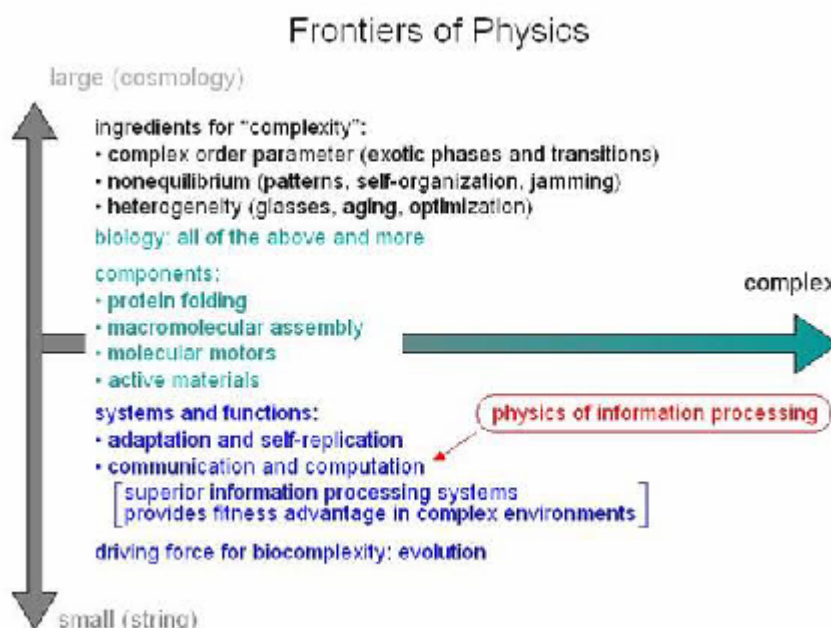 Frontiers of Physics
large (cosmology)
ingredients for “complexity”:
• complex order parameter (exotic phases and transitions)
• nonequilibrium (patterns, self-organization, jamming)
• heterogeneity (glasses, aging, optimization)
biology: all of the above and more
components:
• protein folding
• macromolecular assembly
• molecular motors
• active materials
complex
systems and functions:
• adaptation and self-replication
• communication and computation
physics of information processing
[superior information processing systems
provides fitness advantage in complex environments]
driving force for biocomplexity: evolution
small (string)